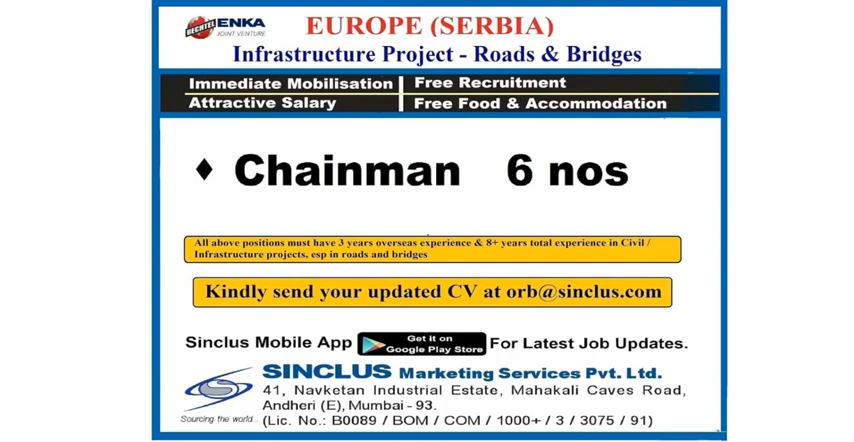 BECHTEL ENKA
JOINT VENTURE
EUROPE (SERBIA)
Infrastructure Project - Roads & Bridges
Immediate Mobilisation
Free Recruitment
Attractive Salary
Free Food & Accommodation
♦ Chainman 6 nos
All above positions must have 3 years overseas experience & 8+ years total experience in Civil /
Infrastructure projects, esp in roads and bridges
Kindly send your updated CV at orb@sinclus.com
Sinclus Mobile App
Get it on
Google Play Store
For Latest Job Updates.
SINCLUS Marketing Services Pvt. Ltd.
41, Navketan Industrial Estate, Mahakali Caves Road,
Andheri (E), Mumbai - 93.
Sourcing the world...
(Lic. No.: B0089 / BOM / COM / 1000+ / 3 / 3075 / 91)